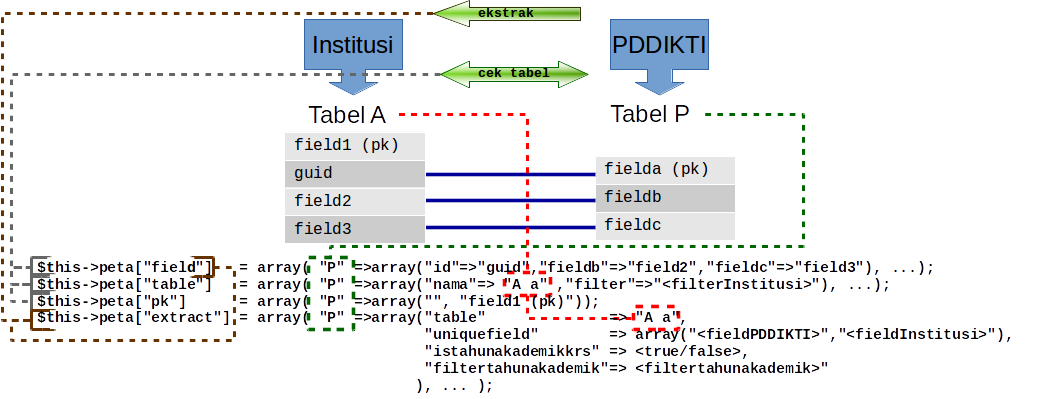 ekstrak
Institusi
PDDIKTI
cek tabel
Tabel A
Tabel P
field1 (pk)
guid
field2
field3
fielda (pk)
fieldb
fieldc
$this->peta["field"] = array( "P" =>array("id"=>"guid","fieldb"=>"field2","fieldc"=>"field3"), ...);
$this->peta["table"] = array( "P" =>array("nama"=> "A a" ,"filter"=>"<filterInstitusi>"), ...);
$this->peta["pk"] = array( "P" =>array("", "field1 (pk)"));
$this->peta["extract"] = array( "P" =>array("table" => "A a",
"uniquefield" => array("<fieldPDDIKTI>","<fieldInstitusi>"),
"istahunakademikkrs" => <true/false>,
"filtertahunakademik"=> <filtertahunakademik>"
), ... );